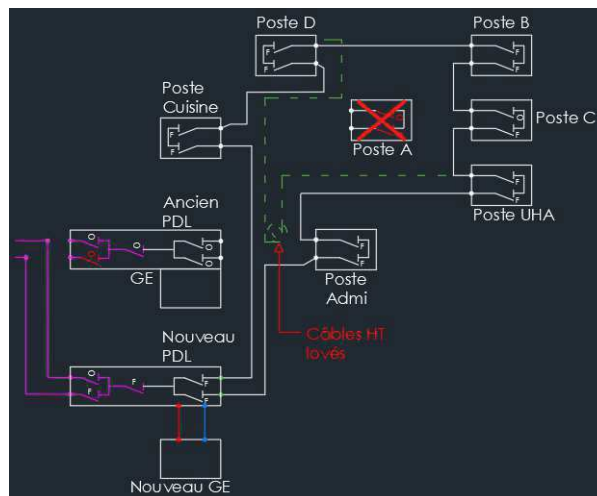 Poste D
F
F
Poste B
F
F
Poste
Cuisine
F
F
Poste A
O
Poste C
F
Ancien
PDL
O
O
O
O
O
GE
F
F
Poste UHA
F
F
Poste
Admi
Câbles HT
lovés
Nouveau
PDL
O
F
F
F
F
Nouveau GE